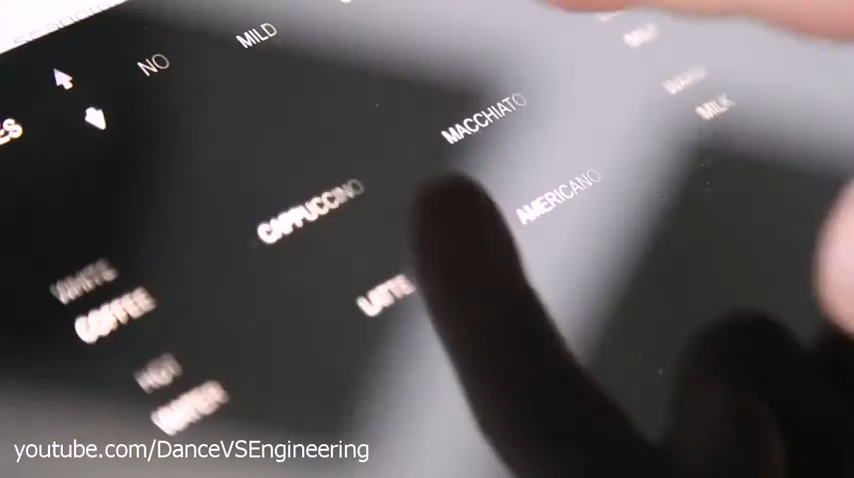 NO
MILD
MACCHIATO
MILK
CAPPUCCINO
AMERICANO
WHITE
COFFEE
LATTE
HOT
WATER
youtube.com/DanceVSEngineering